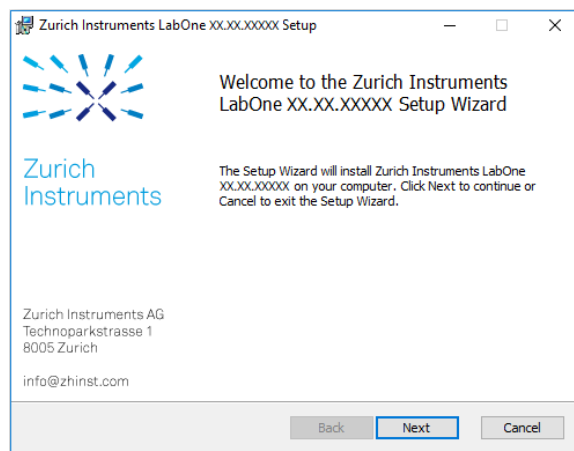 Zurich Instruments LabOne XX.XX.XXXXX Setup
Welcome to the Zurich Instruments
LabOne XX.XX.XXXXX Setup Wizard
Zurich
Instruments
The Setup Wizard will install Zurich Instruments LabOne
XX.XX.XXXXX on your computer. Click Next to continue or
Cancel to exit the Setup Wizard.
Zurich Instruments AG
Technoparkstrasse 1
8005 Zurich
info@zhinst.com
Back Next Cancel